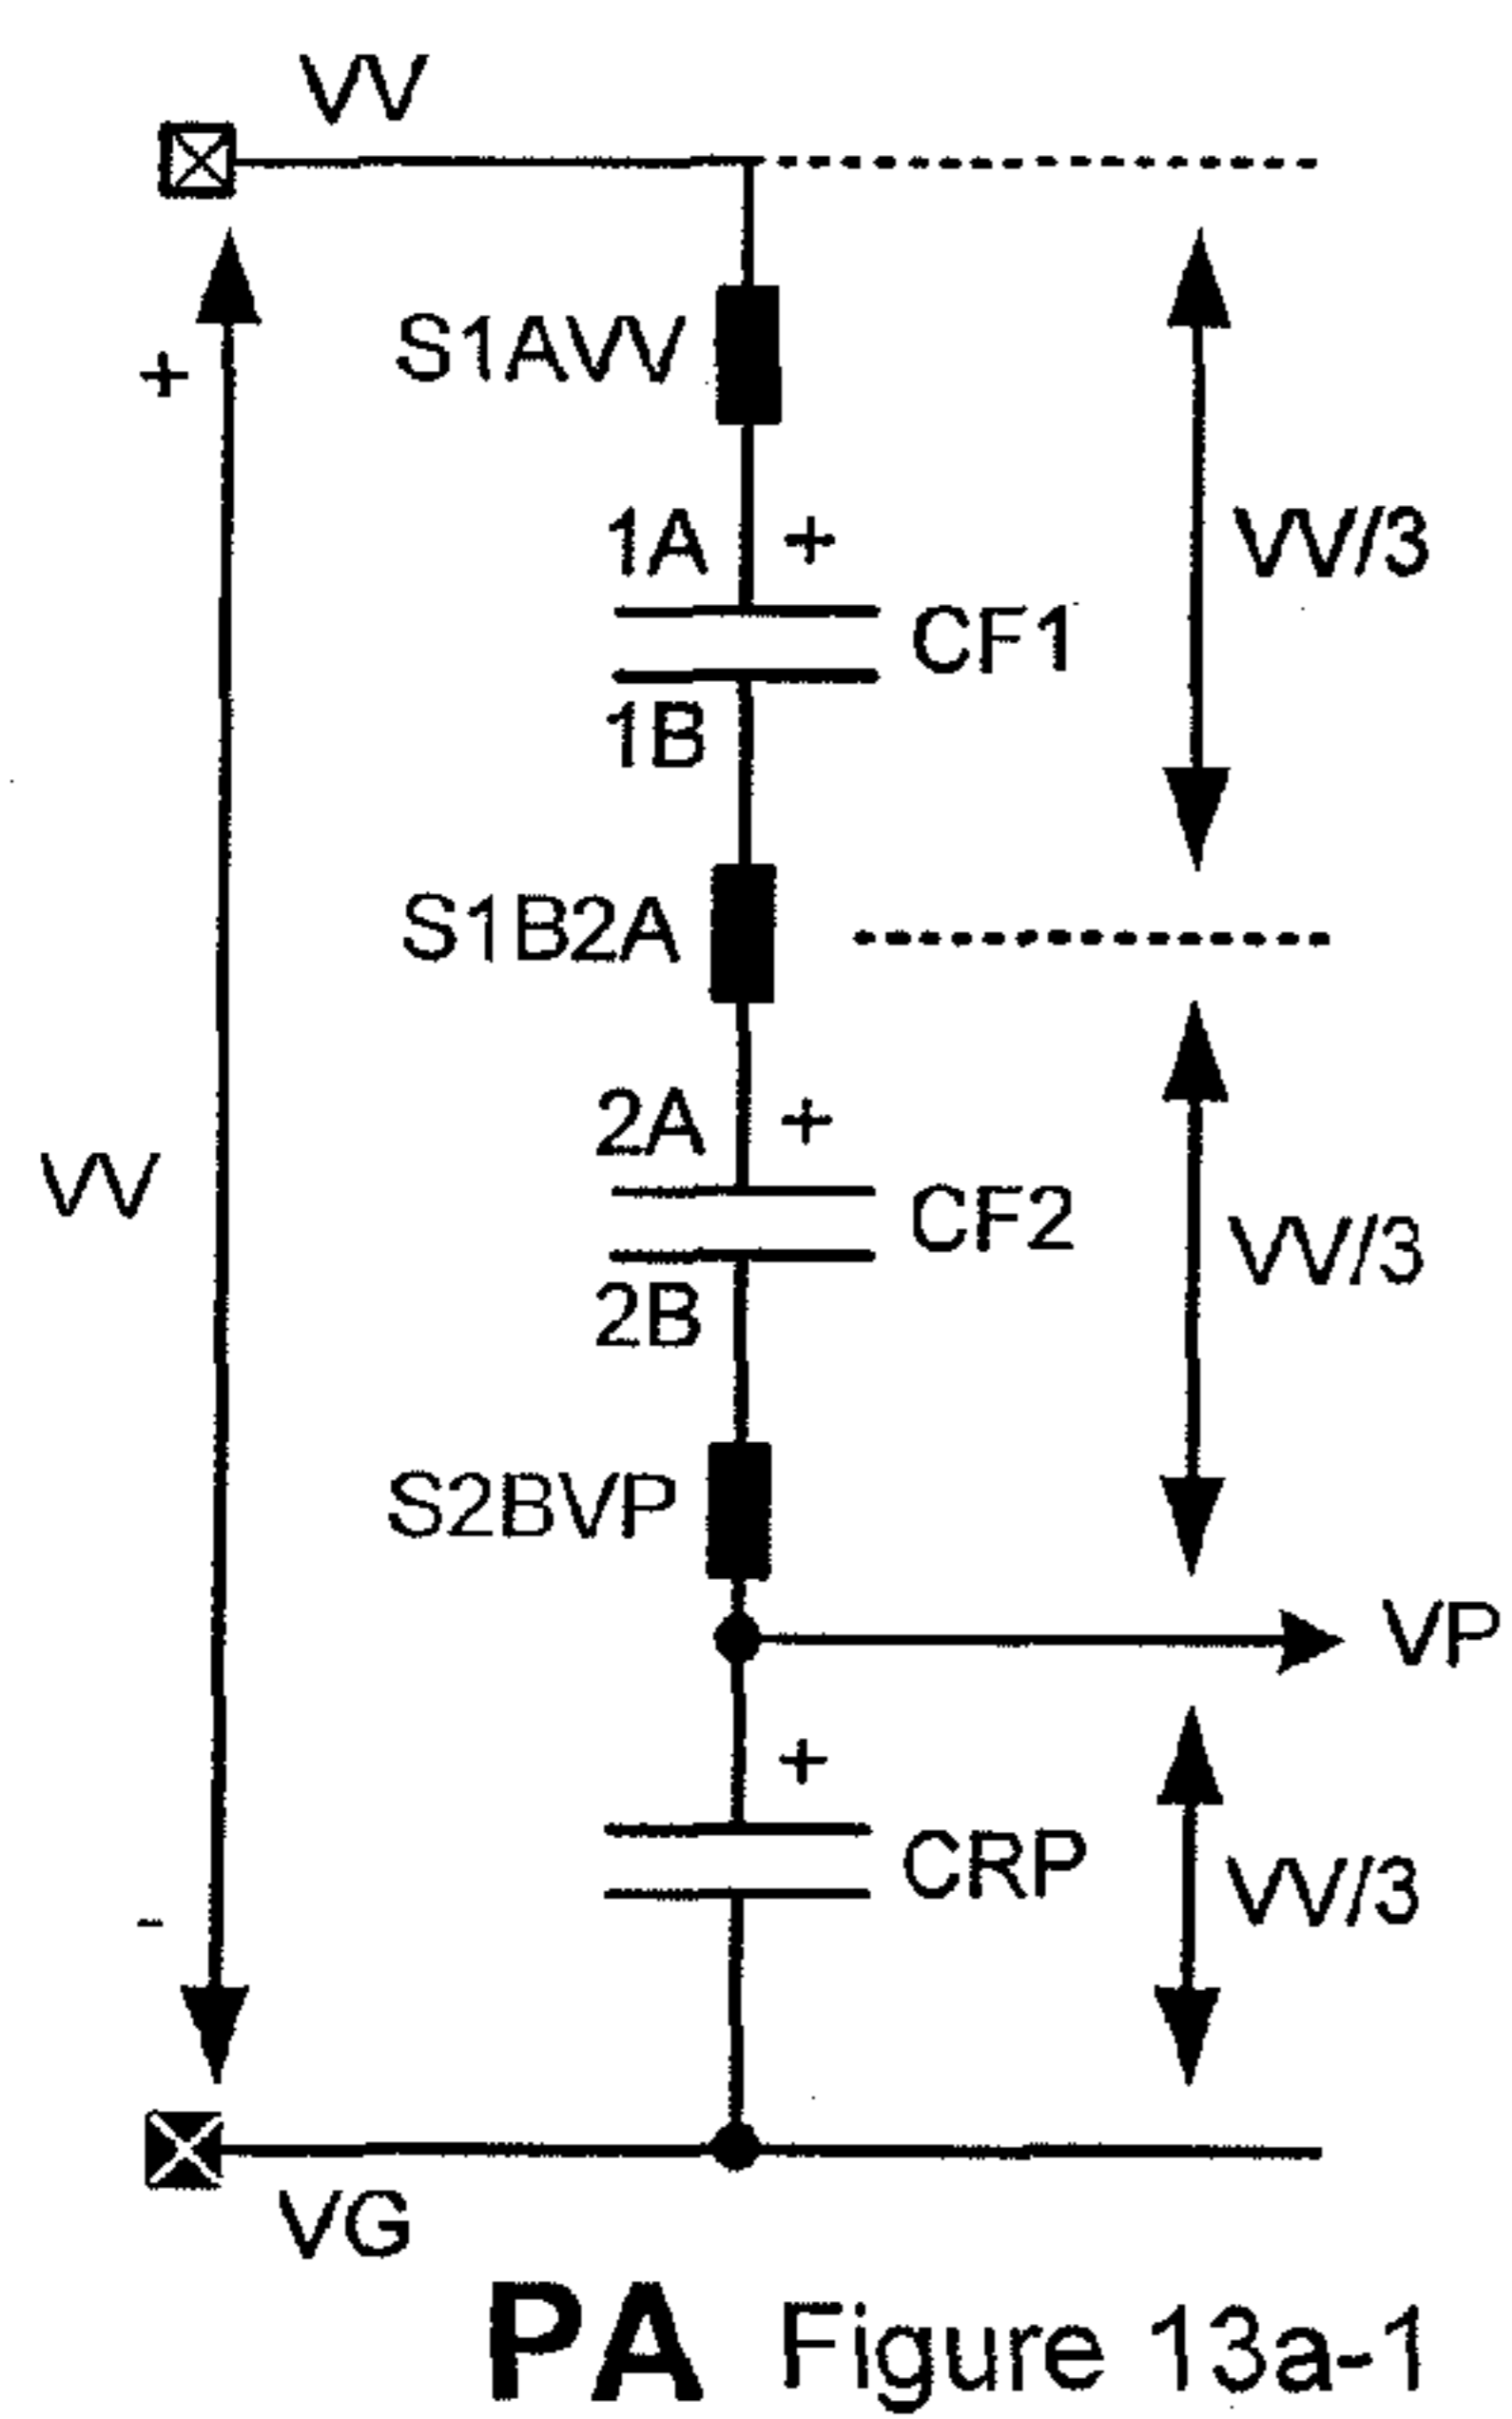 VV
S1AVV
+
1A +
VV/3
CF1
1B
S1B2A
2A +
VV
CF2
VV/3
2B
S2BVP
VP
+
CRP
VV/3
-
VG
PA Figure 13a-1